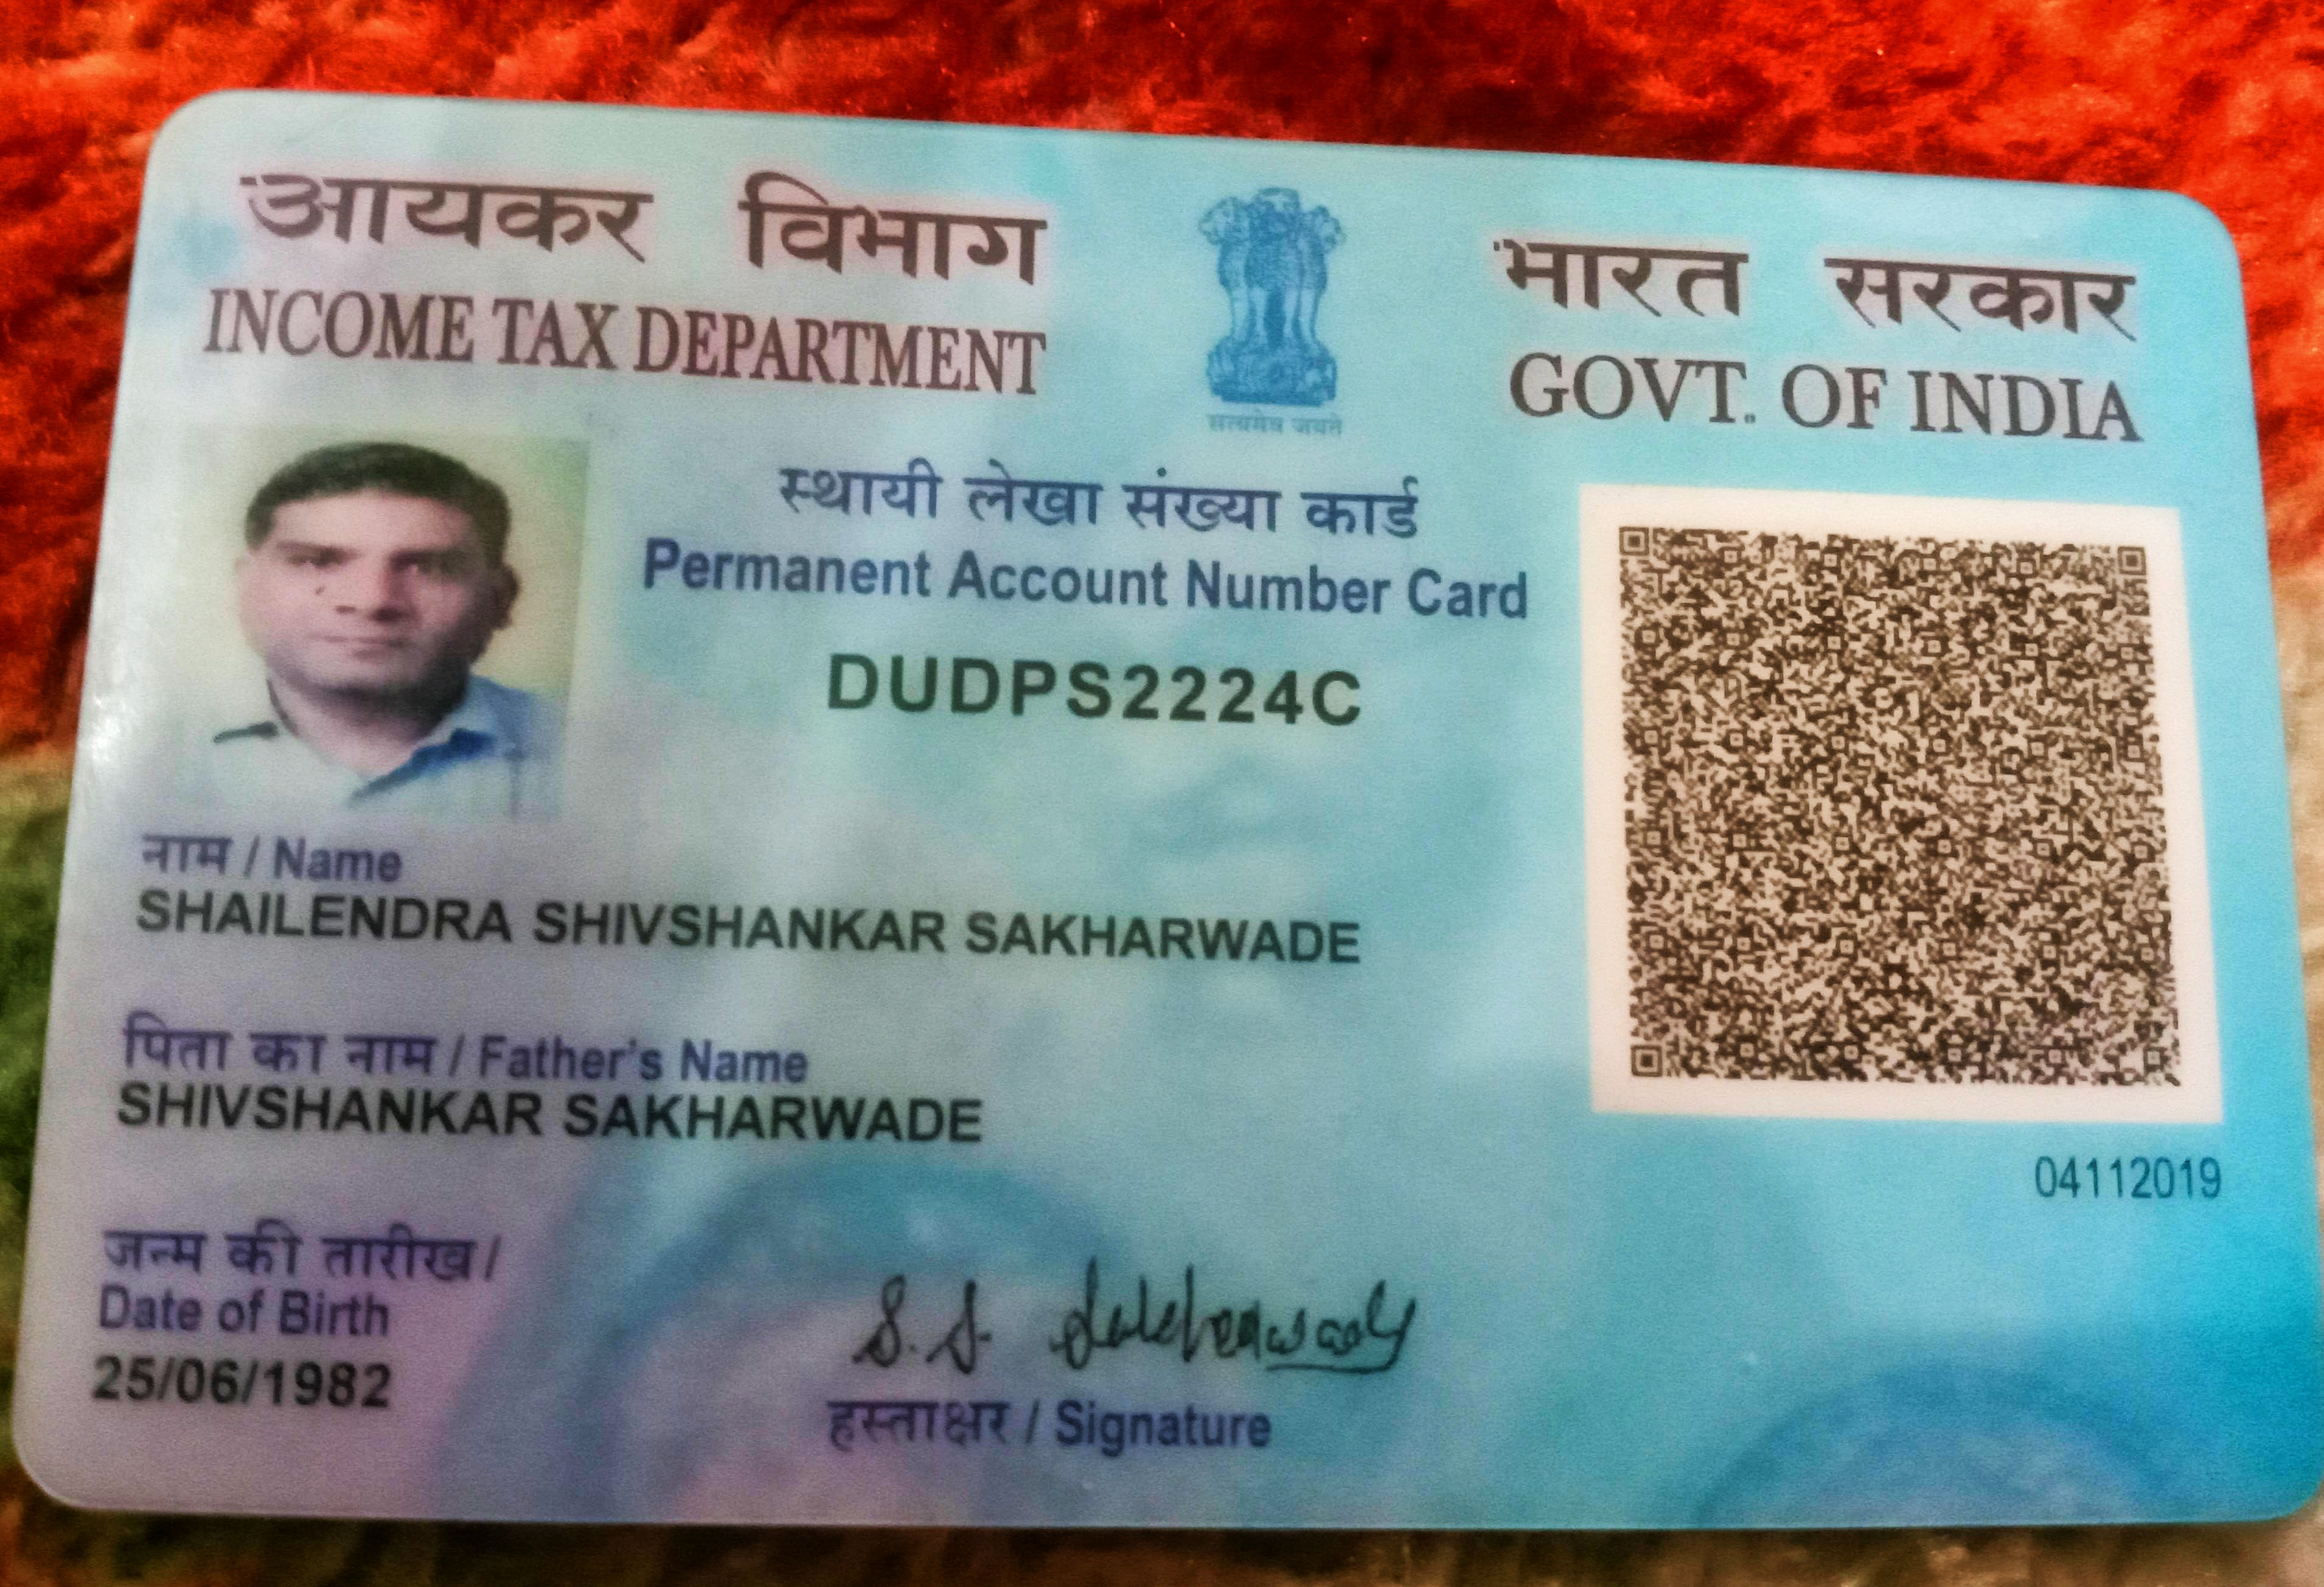 आयकर विभाग
INCOME TAX DEPARTMENT
सत्यमेव जयते
भारत सरकार
GOVT. OF INDIA
स्थायी लेखा संख्या कार्ड
Permanent Account Number Card
DUDPS2224C
नाम / Name
SHAILENDRA SHIVSHANKAR SAKHARWADE
पिता का नाम / Father's Name
SHIVSHANKAR SAKHARWADE
04112019
जन्म की तारीख /
Date of Birth
25/06/1982
S. S.
हस्ताक्षर / Signature